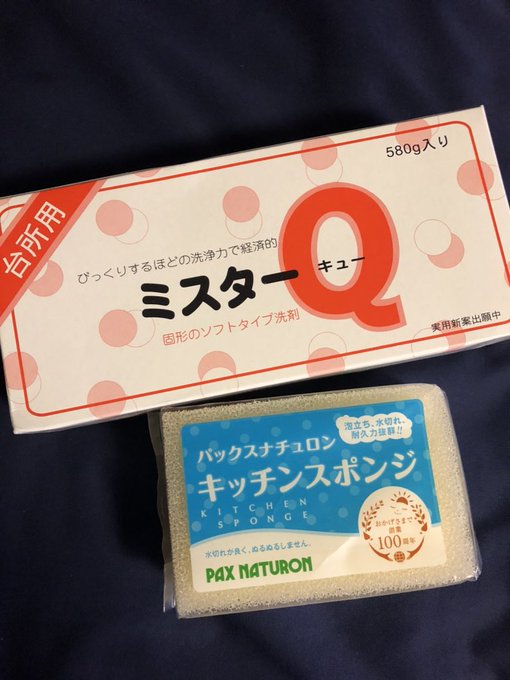 580g入り
台所用
びっくりするほどの洗浄力で経済的
ミスター
Q
キュー
固形のソフトタイプ洗剤
実用新案出願中
泡立ち、水切れ、
耐久力抜群!!
パックスナチュロン
キッチンスポンジ
KITCHEN
SPONGE
おかげさまで
創業
100周年
水切れが良く、ぬるぬるしません。
PAX NATURON